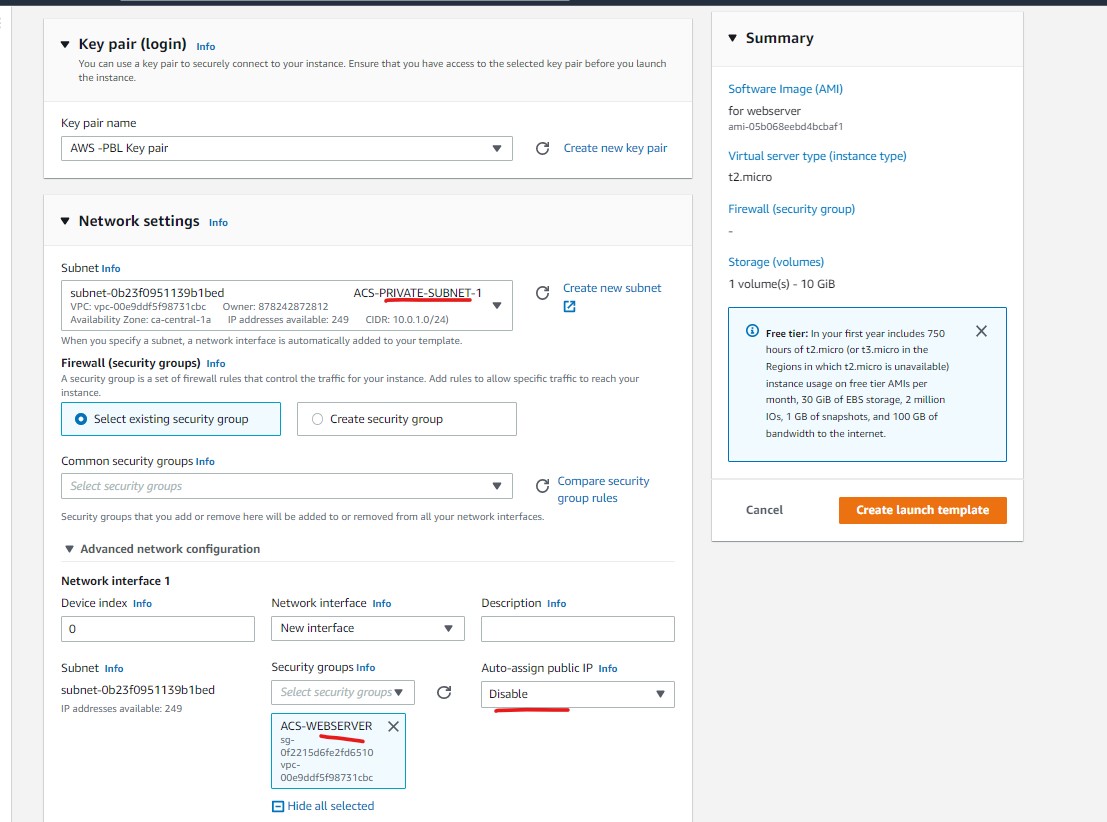 Key pair (login) Info
You can use a key pair to securely connect to your instance. Ensure that you have access to the selected key pair before you launch
the instance.
Key pair name
AWS -PBL Key pair
Create new key pair
Network settings Info
Subnet Info
subnet-0b23f0951139b1bed ACS-PRIVATE-SUBNET-1
VPC: vpc-00e9ddf5f98731cbc Owner: 878242872812
Availability Zone: ca-central-1a IP addresses available: 249 CIDR: 10.0.1.0/24)
Create new subnet
When you specify a subnet, a network interface is automatically added to your template.
Firewall (security groups) Info
A security group is a set of firewall rules that control the traffic for your instance. Add rules to allow specific traffic to reach your
instance.
Select existing security group
Create security group
Common security groups Info
Select security groups
Compare security
group rules
Security groups that you add or remove here will be added to or removed from all your network interfaces.
Advanced network configuration
Network interface 1
Device index Info
0
Network interface Info
New interface
Description Info
Subnet Info
subnet-0b23f0951139b1bed
IP addresses available: 249
Security groups Info
Select security groups
ACS-WEBSERVER
sg-
0f2215d6fe2fd6510
vpc-
00e9ddf5f98731cbc
Hide all selected
Auto-assign public IP Info
Disable
Summary
Software Image (AMI)
for webserver
ami-05b068eebd4bcbaf1
Virtual server type (instance type)
t2.micro
Firewall (security group)
-
Storage (volumes)
1 volume(s) - 10 GiB
Free tier: In your first year includes 750
hours of t2.micro (or t3.micro in the
Regions in which t2.micro is unavailable)
instance usage on free tier AMIs per
month, 30 GiB of EBS storage, 2 million
IOs, 1 GB of snapshots, and 100 GB of
bandwidth to the internet.
Cancel
Create launch template